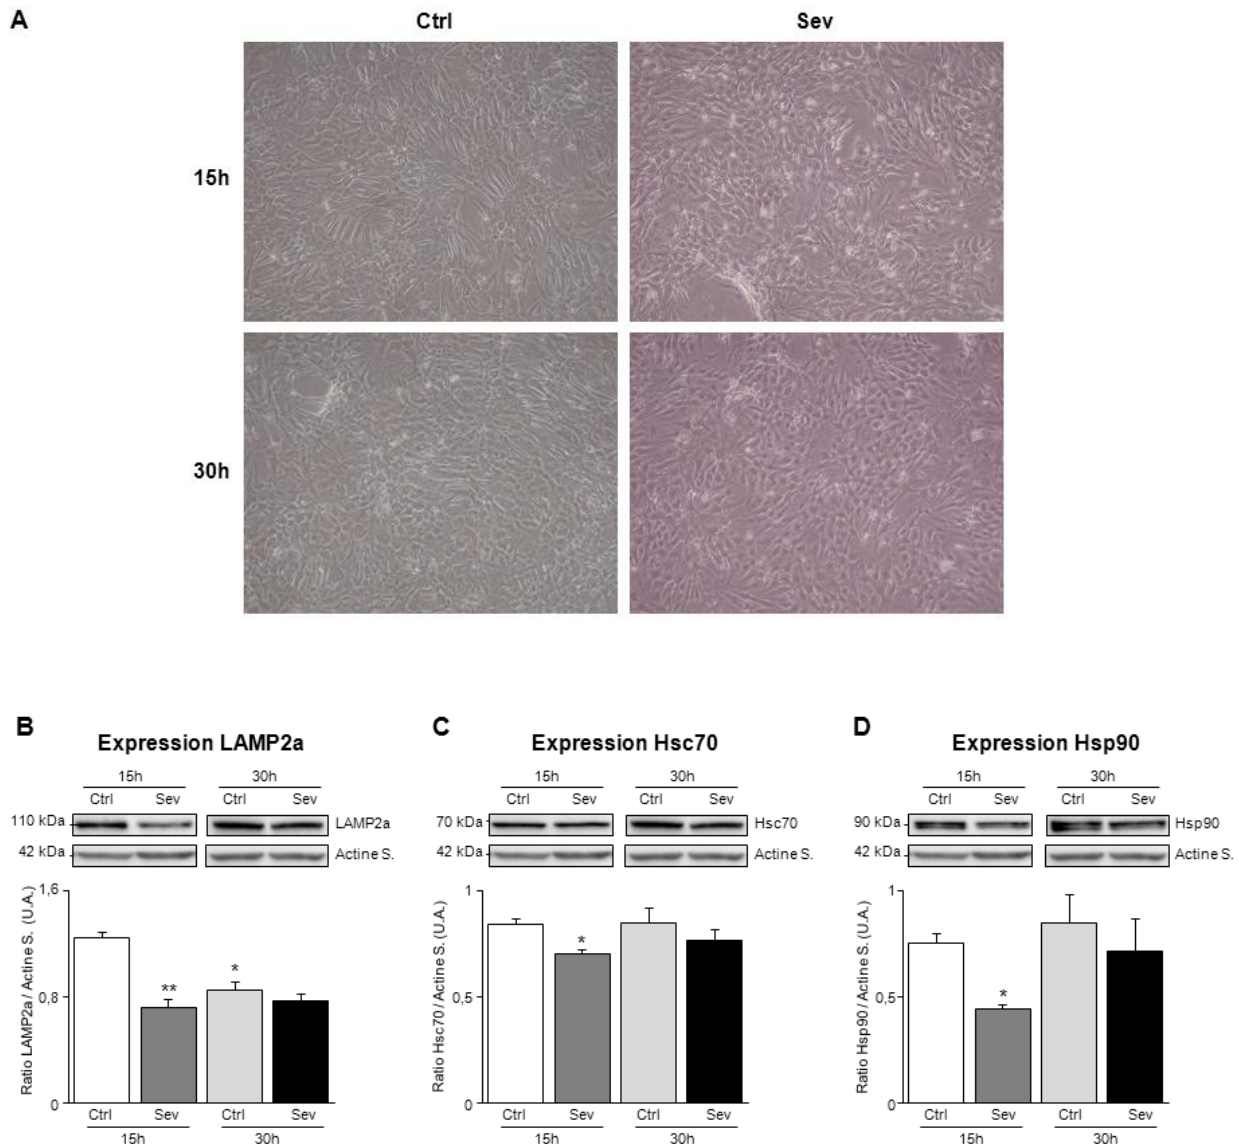 A
Ctrl
Sev
15h
30h
B
Expression LAMP2a
15h
30h
Ctrl
Sev
Ctrl
Sev
110 kDa
LAMP2a
42 kDa
Actine S.
Ratio LAMP2a / Actine S. (U.A.)
1,6
0,8
0
**
*
Ctrl
Sev
Ctrl
Sev
15h
30h
C
Expression Hsc70
15h
30h
Ctrl
Sev
Ctrl
Sev
70 kDa
Hsc70
42 kDa
Actine S.
Ratio Hsc70 / Actine S. (U.A.)
1
0,5
0
*
Ctrl
Sev
Ctrl
Sev
15h
30h
D
Expression Hsp90
15h
30h
Ctrl
Sev
Ctrl
Sev
90 kDa
Hsp90
42 kDa
Actine S.
Ratio Hsp90 / Actine S. (U.A.)
1
0,5
0
*
Ctrl
Sev
Ctrl
Sev
15h
30h